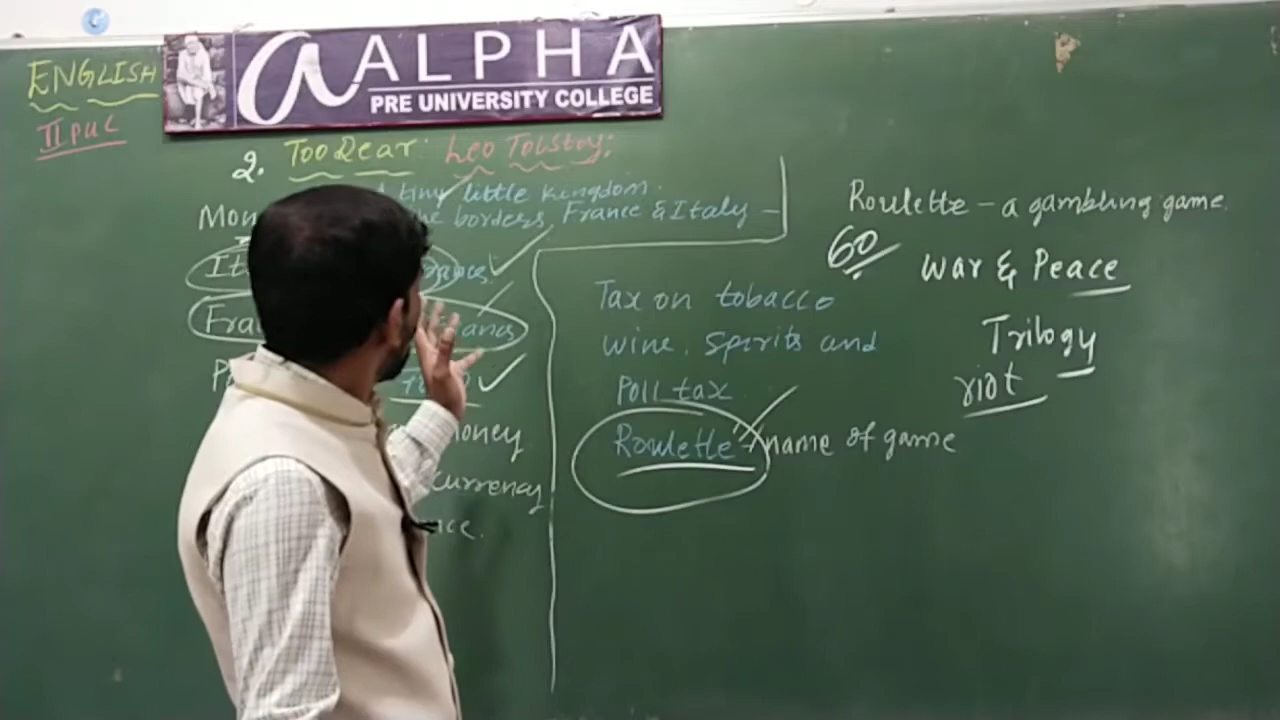 a ALPHA
PRE UNIVERSITY COLLEGE
ENGLISH
II PUC
2. Too Dear: Leo Tolstoy:
tiny little kingdom.
Mon borders, France & Italy -
It
Fra
money
currency
Tax on tobacco
wine, spirits and
Poll tax
Roulette - name of game
Roulette - a gambling game.
60
War & Peace
Trilogy
riot